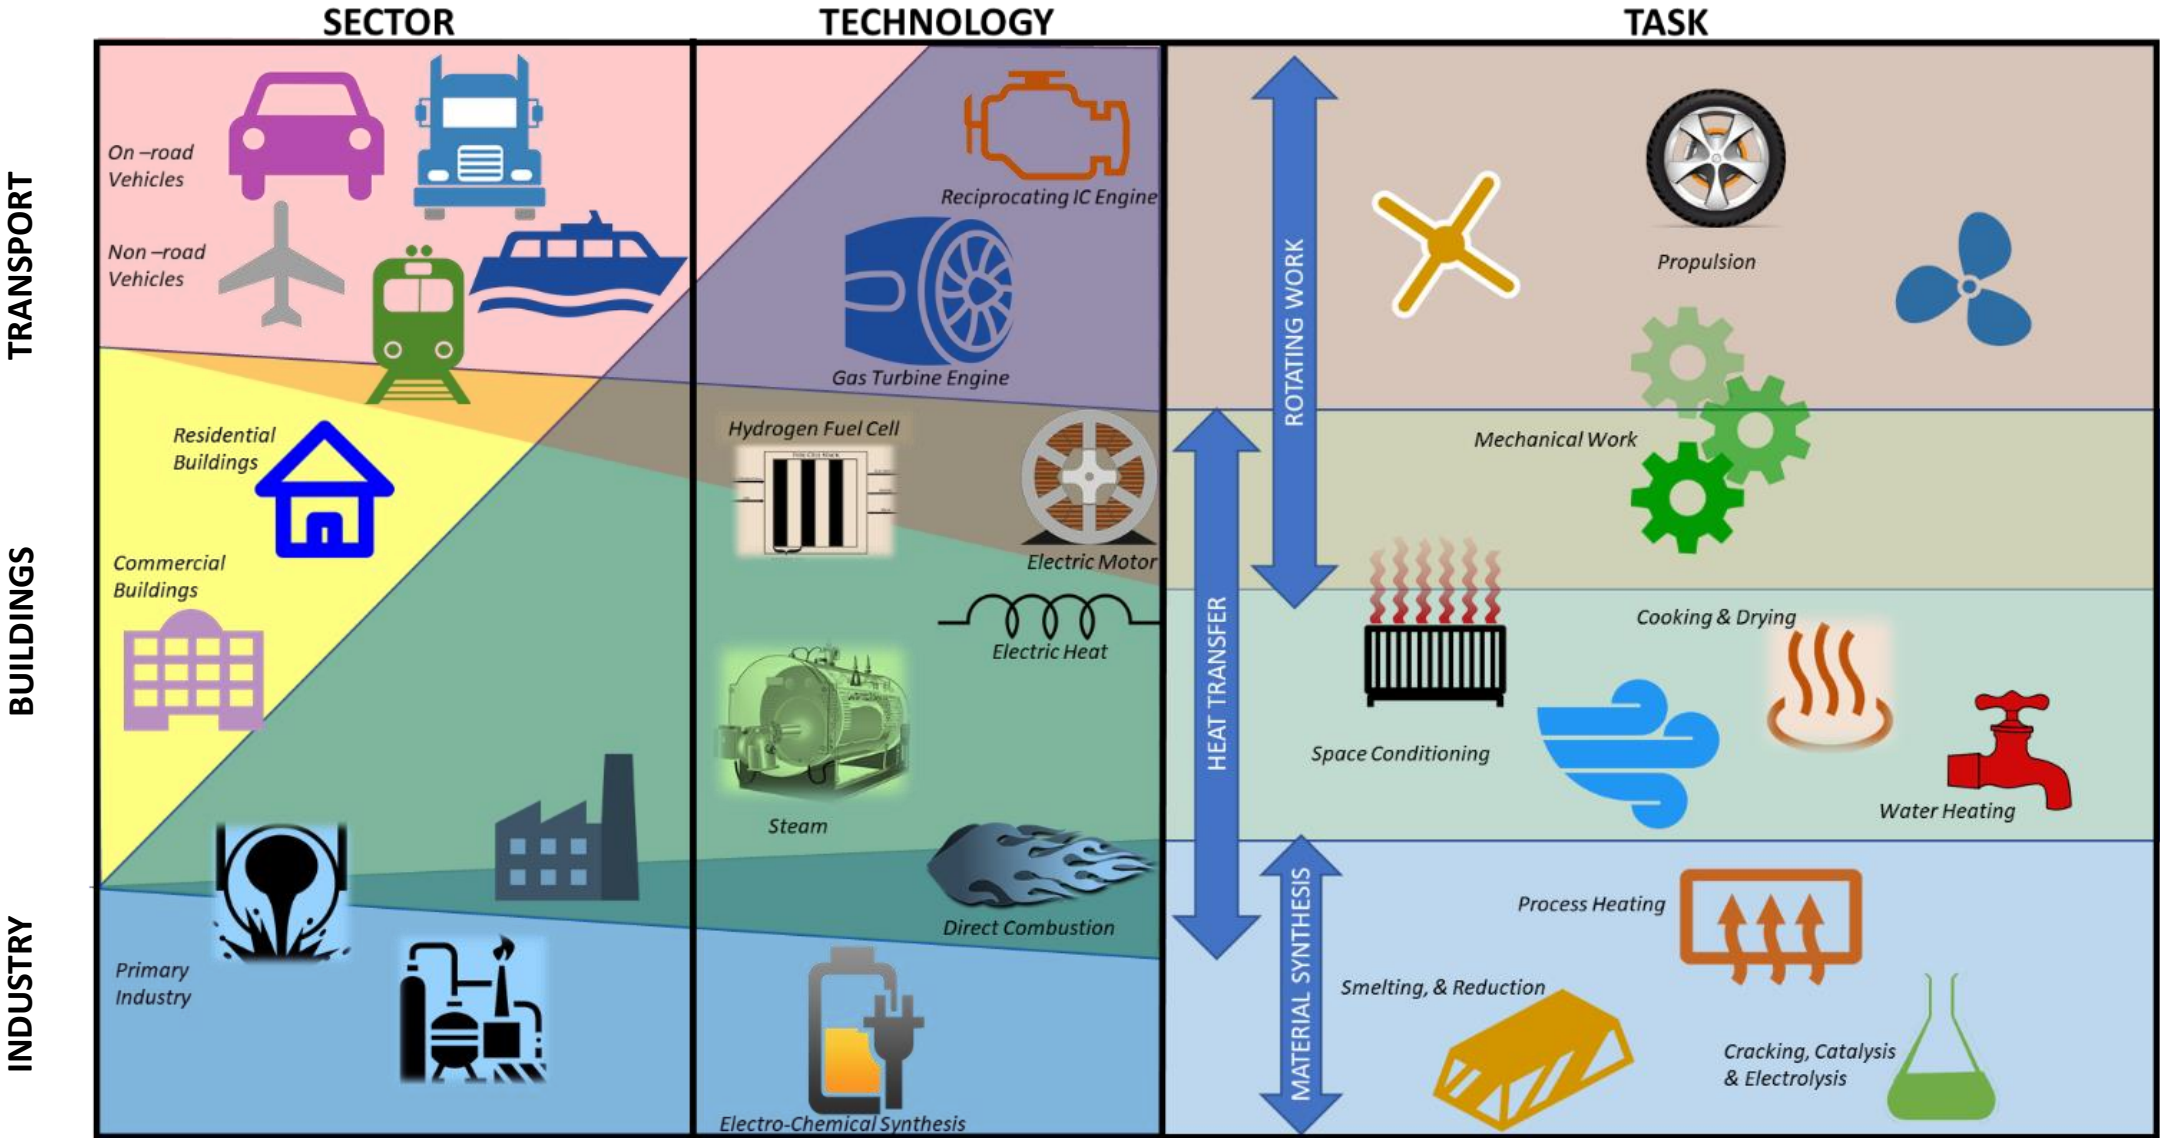 SECTOR
TECHNOLOGY
TASK
TRANSPORT
On –road
Vehicles
Non –road
Vehicles
Reciprocating IC Engine
Gas Turbine Engine
ROTATING WORK
Propulsion
BUILDINGS
Residential
Buildings
Commercial
Buildings
Hydrogen Fuel Cell
Electric Motor
Electric Heat
Steam
HEAT TRANSFER
Mechanical Work
Cooking & Drying
Space Conditioning
Water Heating
INDUSTRY
Primary
Industry
Direct Combustion
Electro-Chemical Synthesis
MATERIAL SYNTHESIS
Process Heating
Smelting, & Reduction
Cracking, Catalysis
& Electrolysis